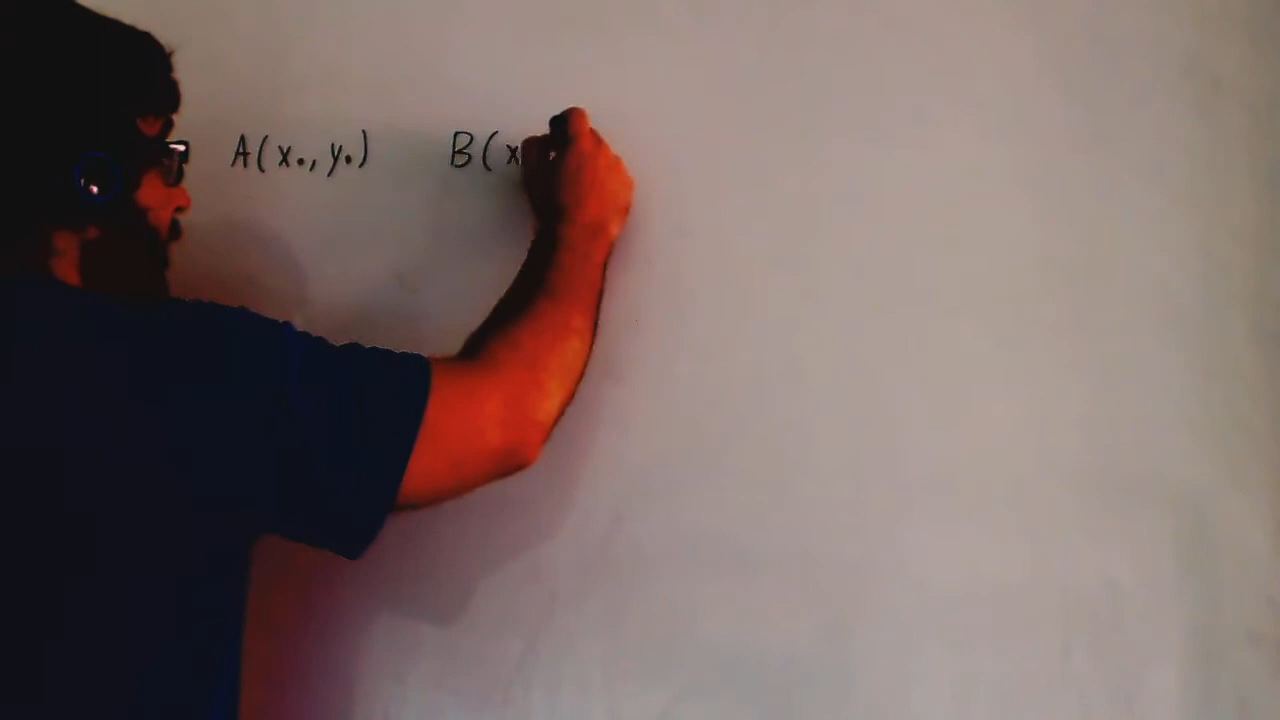 A(x₀, y₀) B(x